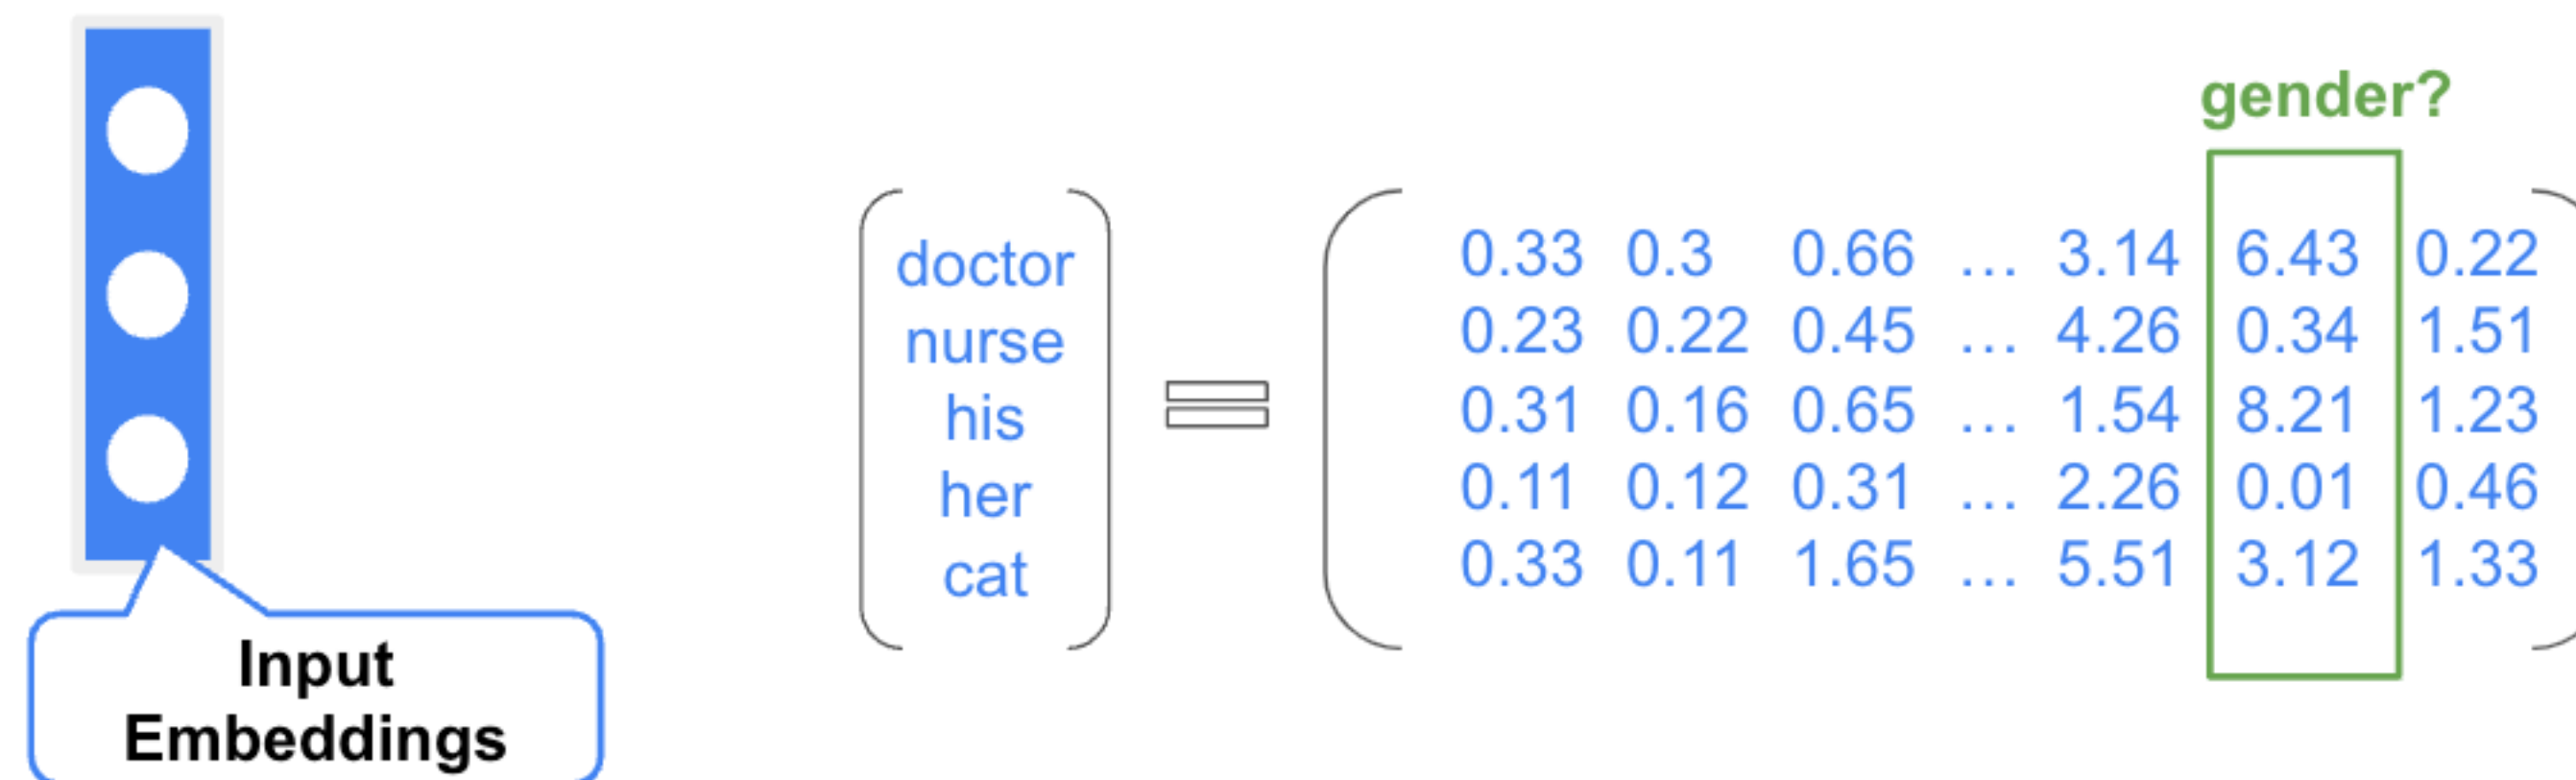 gender?
doctor
nurse
his
her
cat
0.33 0.3 0.66 ... 3.14 6.43 0.22
0.23 0.22 0.45 ... 4.26 0.34 1.51
0.31 0.16 0.65 ... 1.54 8.21 1.23
0.11 0.12 0.31 ... 2.26 0.01 0.46
0.33 0.11 1.65 ... 5.51 3.12 1.33
Input
Embeddings